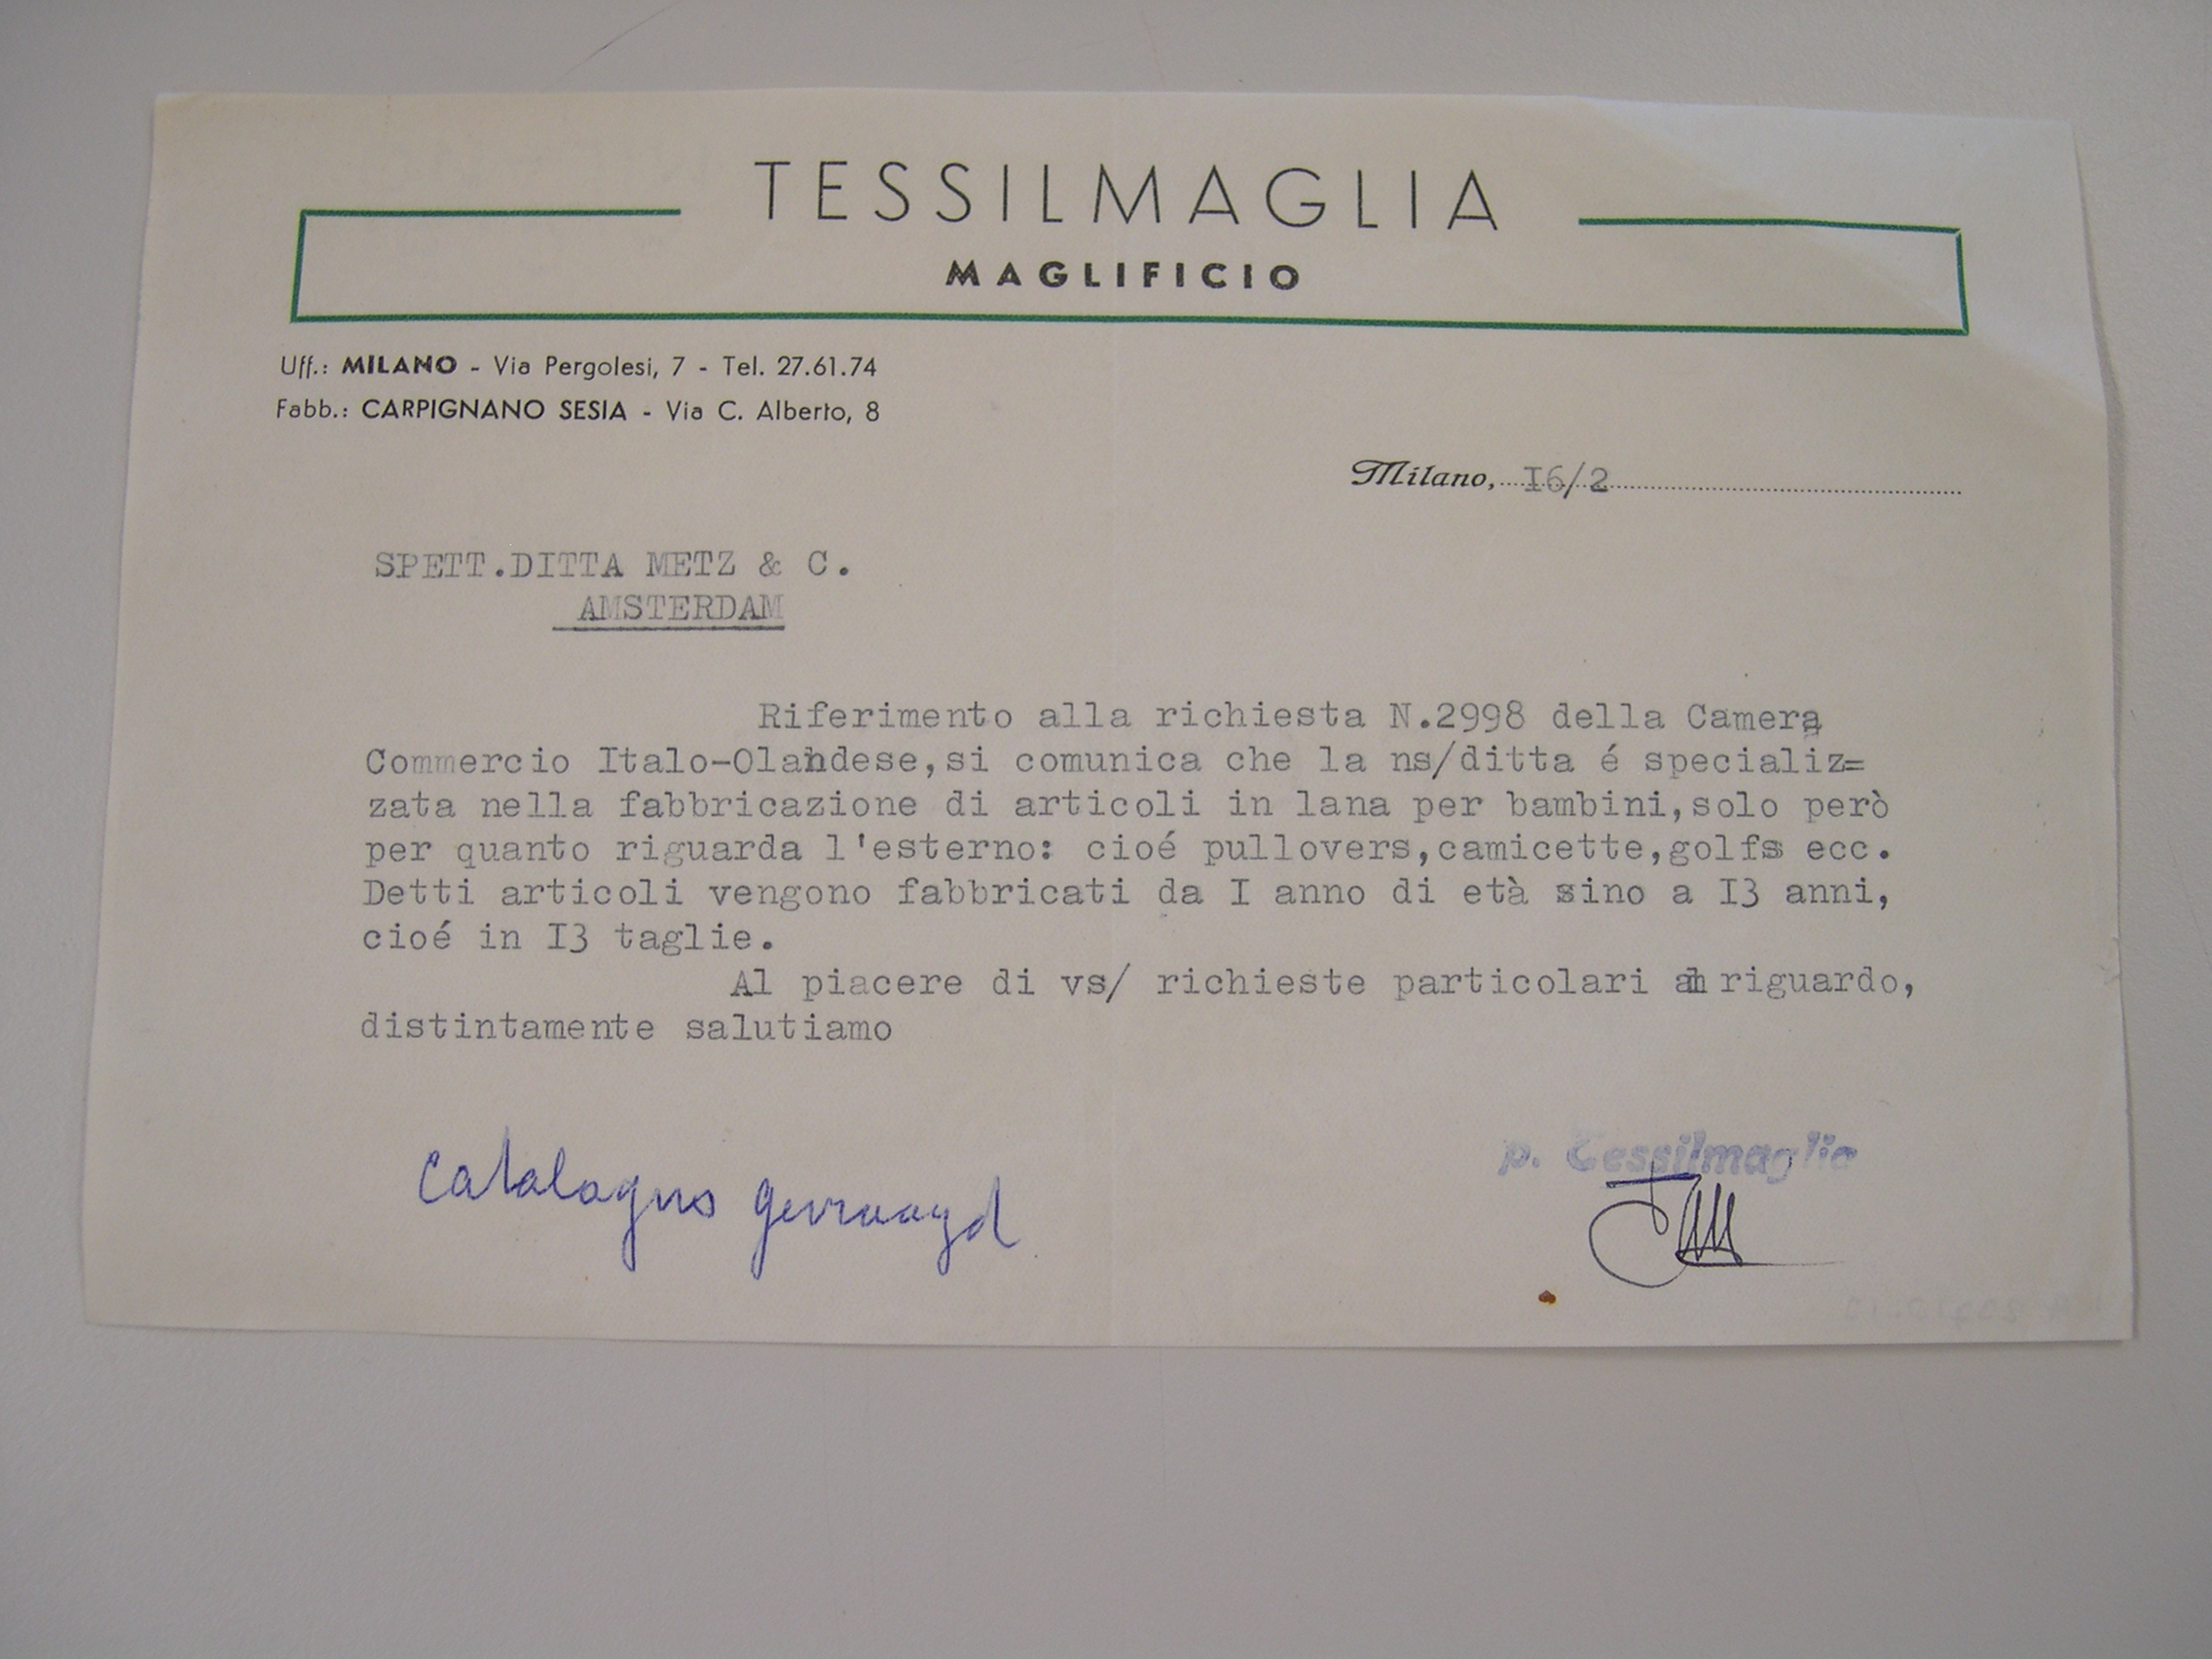 TESSILMAGLIA
MAGLIFICIO
Uff.: MILANO - Via Pergolesi, 7 - Tel. 27.61.74
Fabb.: CARPIGNANO SESIA - Via C. Alberto, 8
Milano, I6/2
SPETT.DITTA METZ & C.
AMSTERDAM
Riferimento alla richiesta N.2998 della Camera
Commercio Italo-Olandese,si comunica che la ns/ditta é specializ=
zata nella fabbricazione di articoli in lana per bambini,solo però
per quanto riguarda l'esterno: cioé pullovers,camicette,golfs ecc.
Detti articoli vengono fabbricati da I anno di età sino a I3 anni,
cioé in I3 taglie.
Al piacere di vs/ richieste particolari al riguardo,
distintamente salutiamo
Catalogus gevraagd
p. Tessilmaglia